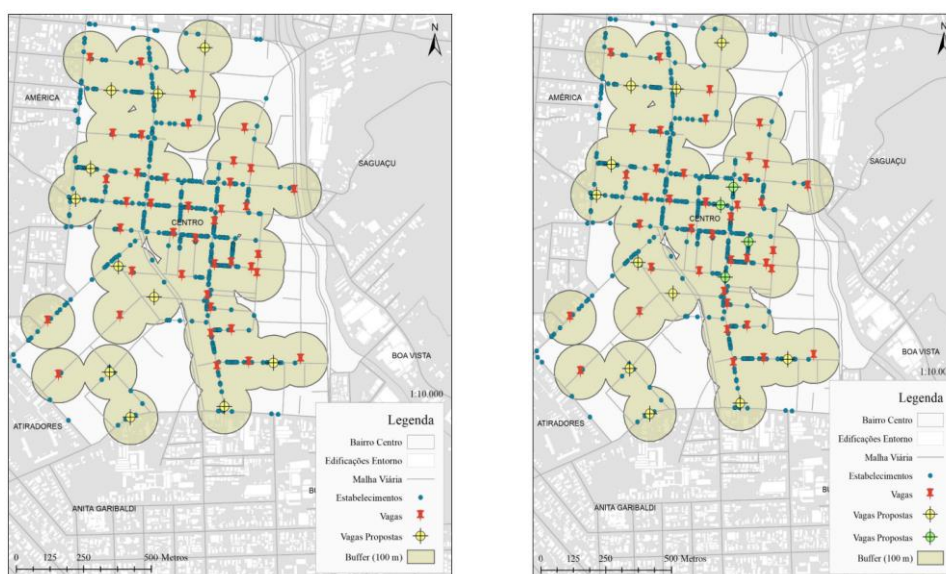 N
AMÉRICA
SAGUAÇU
CENTRO
BOA VISTA
1:10.000
ATIRADORES
ANITA GARIBALDI
Legenda
Bairro Centro
Edificações Entorno
Malha Viária
Estabelecimentos
Vagas
Vagas Propostas
Buffer (100 m)
0 125 250 500 Metros
N
AMÉRICA
SAGUAÇU
CENTRO
BOA VISTA
1:10.00
ATIRADORES
ANITA GARIBALDI
Legenda
Bairro Centro
Edificações Entorno
Malha Viária
Estabelecimentos
Vagas
Vagas Propostas
Vagas Propostas
Buffer (100 m)
0 125 250 500 Metros